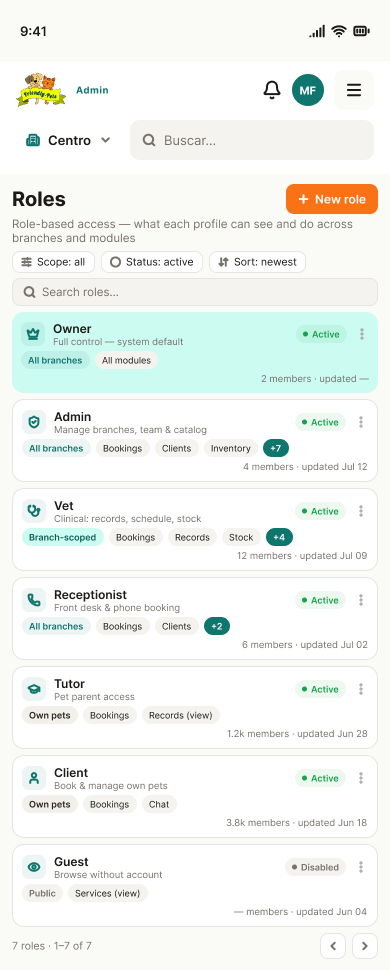 9:41
Friendly-Pets
Admin
MF
Centro
Buscar...
Roles
+ New role
Role-based access — what each profile can see and do across
branches and modules
Scope: all
Status: active
Sort: newest
Search roles...
Owner
Full control — system default
Active
All branches
All modules
2 members · updated —
Admin
Manage branches, team & catalog
Active
All branches
Bookings
Clients
Inventory
+7
4 members · updated Jul 12
Vet
Clinical: records, schedule, stock
Active
Branch-scoped
Bookings
Records
Stock
+4
12 members · updated Jul 09
Receptionist
Front desk & phone booking
Active
All branches
Bookings
Clients
+2
6 members · updated Jul 02
Tutor
Pet parent access
Active
Own pets
Bookings
Records (view)
1.2k members · updated Jun 28
Client
Book & manage own pets
Active
Own pets
Bookings
Chat
3.8k members · updated Jun 18
Guest
Browse without account
Disabled
Public
Services (view)
— members · updated Jun 04
7 roles · 1–7 of 7